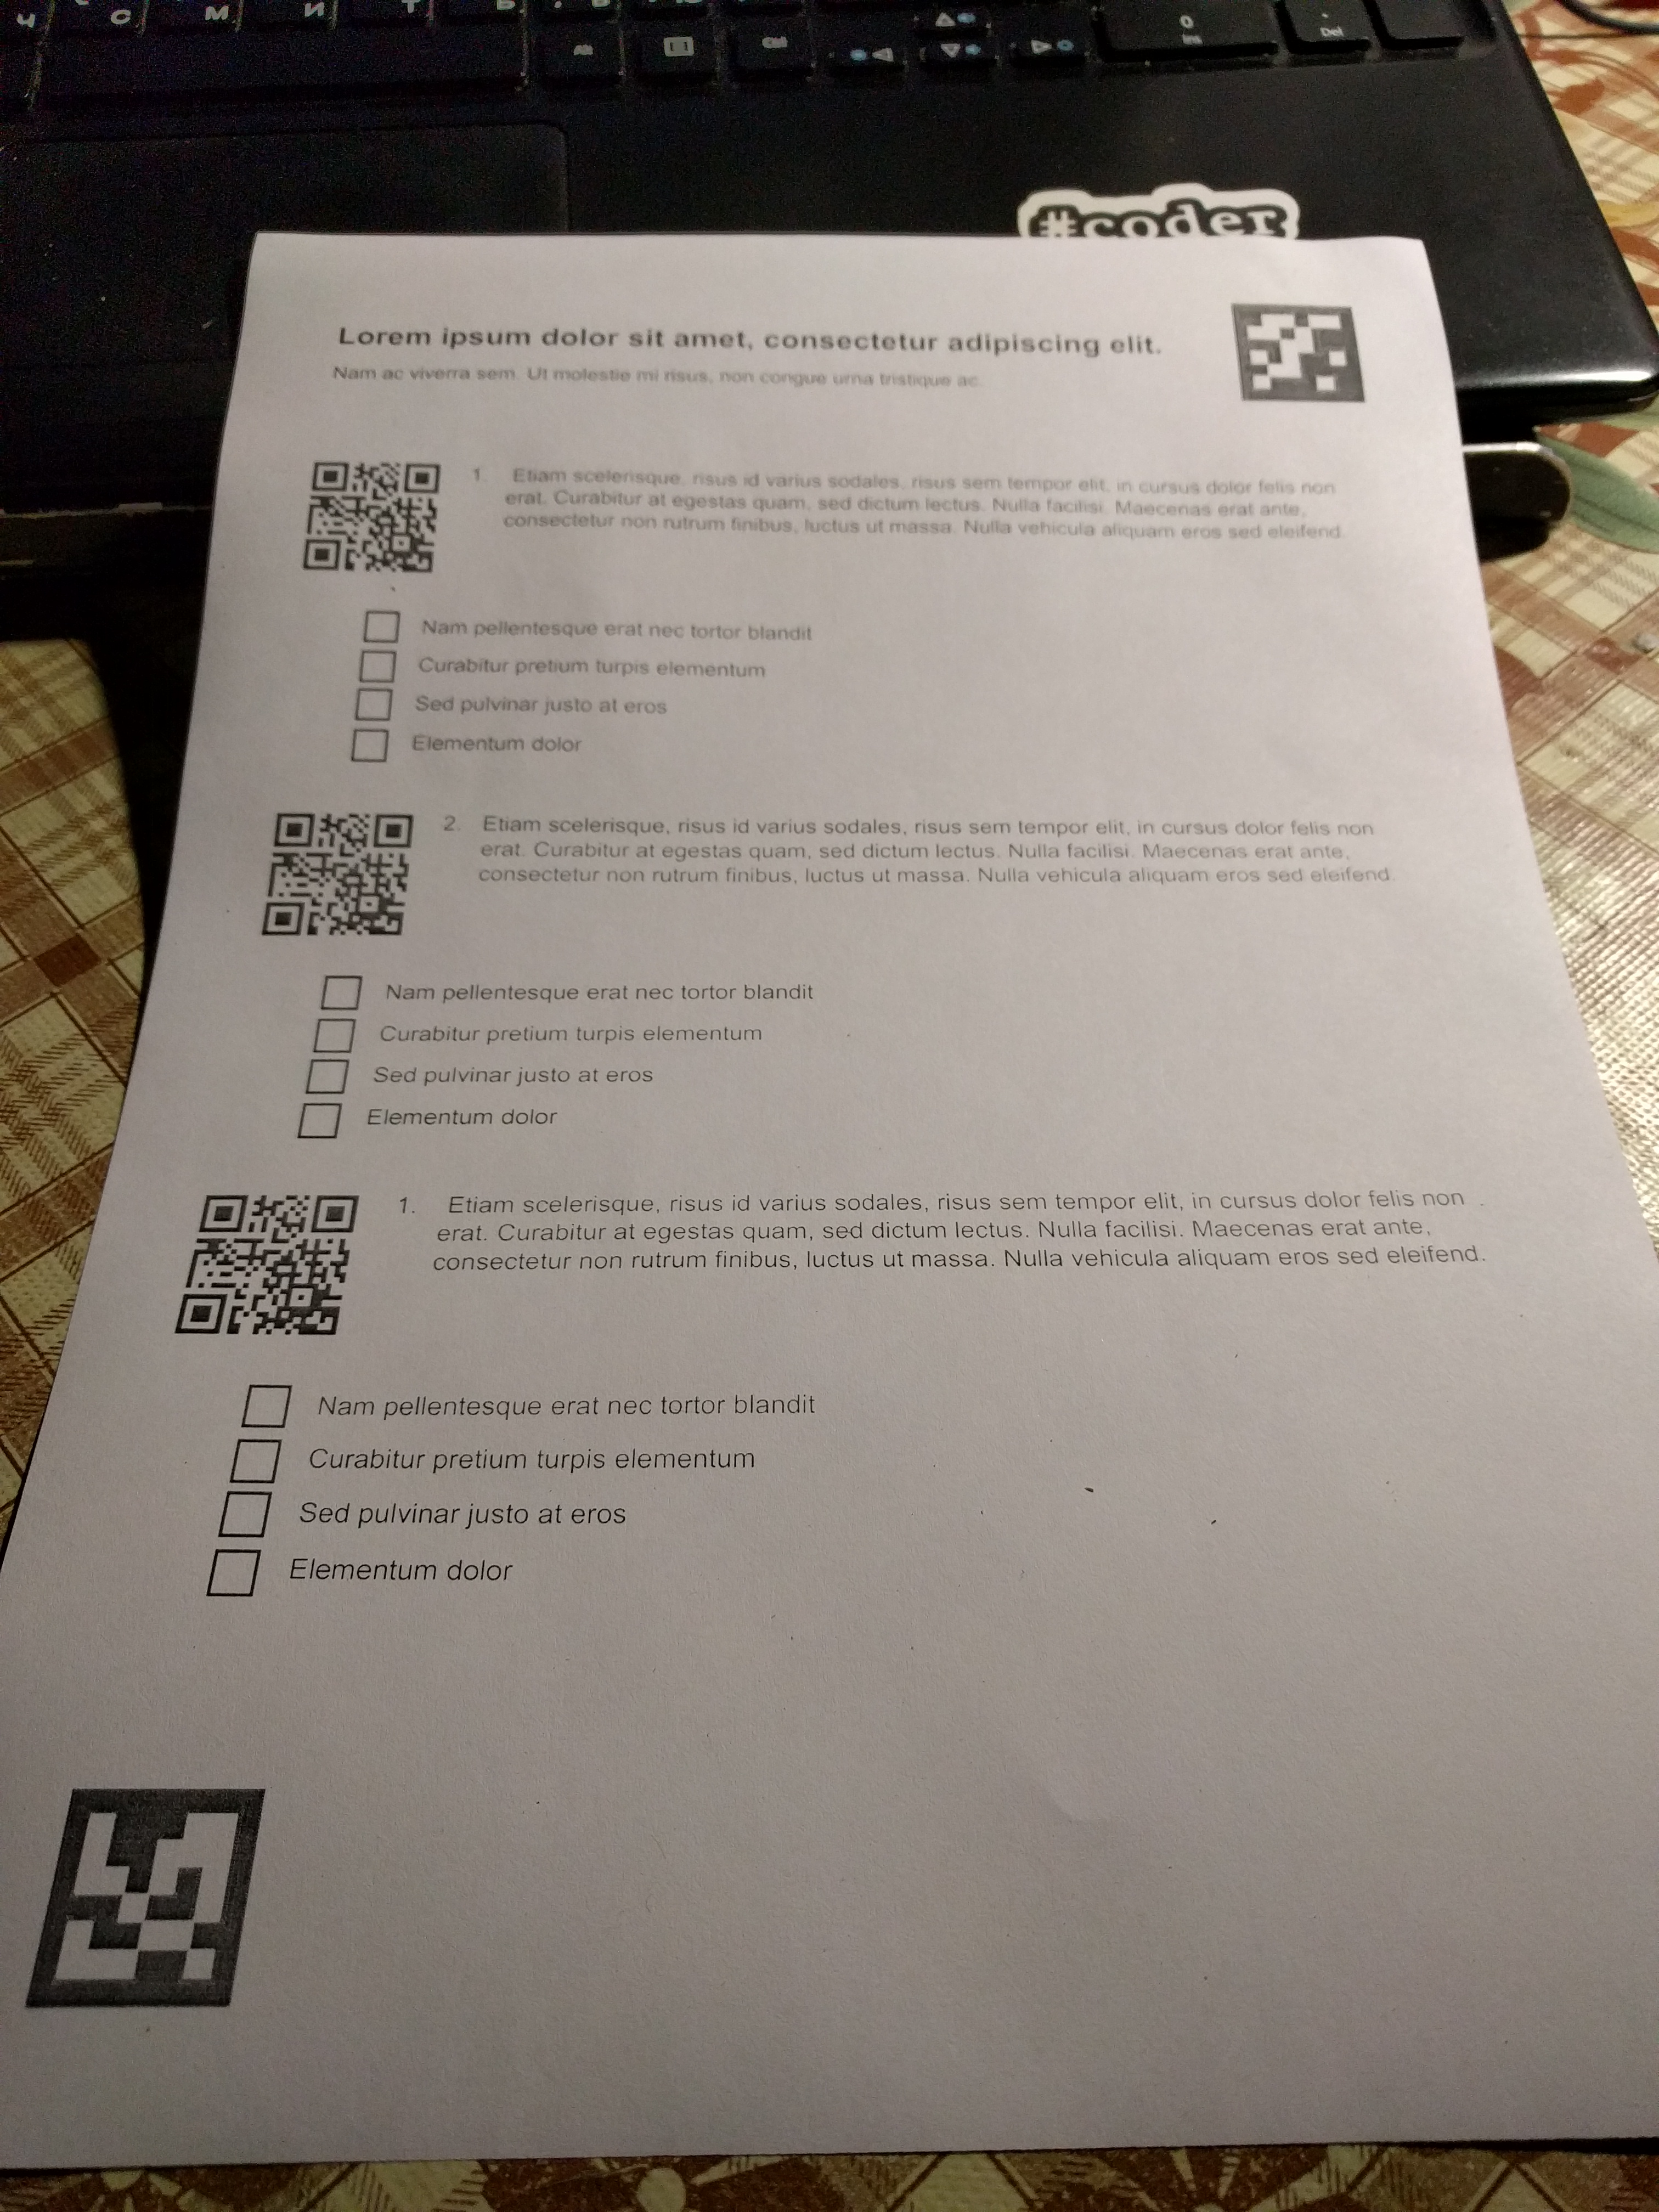 ч с м и т
Alt Ctrl 0 Ins . Del
#coder
Lorem ipsum dolor sit amet, consectetur adipiscing elit.
Nam ac viverra sem. Ut molestie mi risus, non congue urna tristique ac.
1. Etiam scelerisque, risus id varius sodales, risus sem tempor elit, in cursus dolor felis non
erat. Curabitur at egestas quam, sed dictum lectus. Nulla facilisi. Maecenas erat ante,
consectetur non rutrum finibus, luctus ut massa. Nulla vehicula aliquam eros sed eleifend.
Nam pellentesque erat nec tortor blandit
Curabitur pretium turpis elementum
Sed pulvinar justo at eros
Elementum dolor
2. Etiam scelerisque, risus id varius sodales, risus sem tempor elit, in cursus dolor felis non
erat. Curabitur at egestas quam, sed dictum lectus. Nulla facilisi. Maecenas erat ante,
consectetur non rutrum finibus, luctus ut massa. Nulla vehicula aliquam eros sed eleifend.
Nam pellentesque erat nec tortor blandit
Curabitur pretium turpis elementum
Sed pulvinar justo at eros
Elementum dolor
1. Etiam scelerisque, risus id varius sodales, risus sem tempor elit, in cursus dolor felis non
erat. Curabitur at egestas quam, sed dictum lectus. Nulla facilisi. Maecenas erat ante,
consectetur non rutrum finibus, luctus ut massa. Nulla vehicula aliquam eros sed eleifend.
Nam pellentesque erat nec tortor blandit
Curabitur pretium turpis elementum
Sed pulvinar justo at eros
Elementum dolor